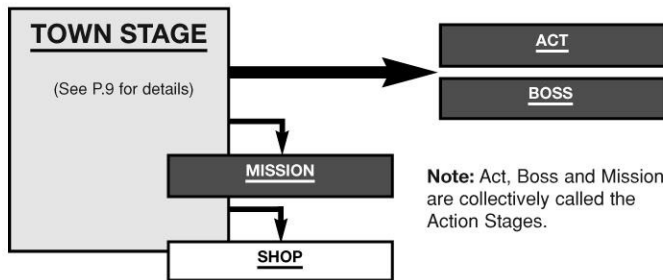 TOWN STAGE
(See P.9 for details)
ACT
BOSS
MISSION
SHOP
Note: Act, Boss and Mission
are collectively called the
Action Stages.